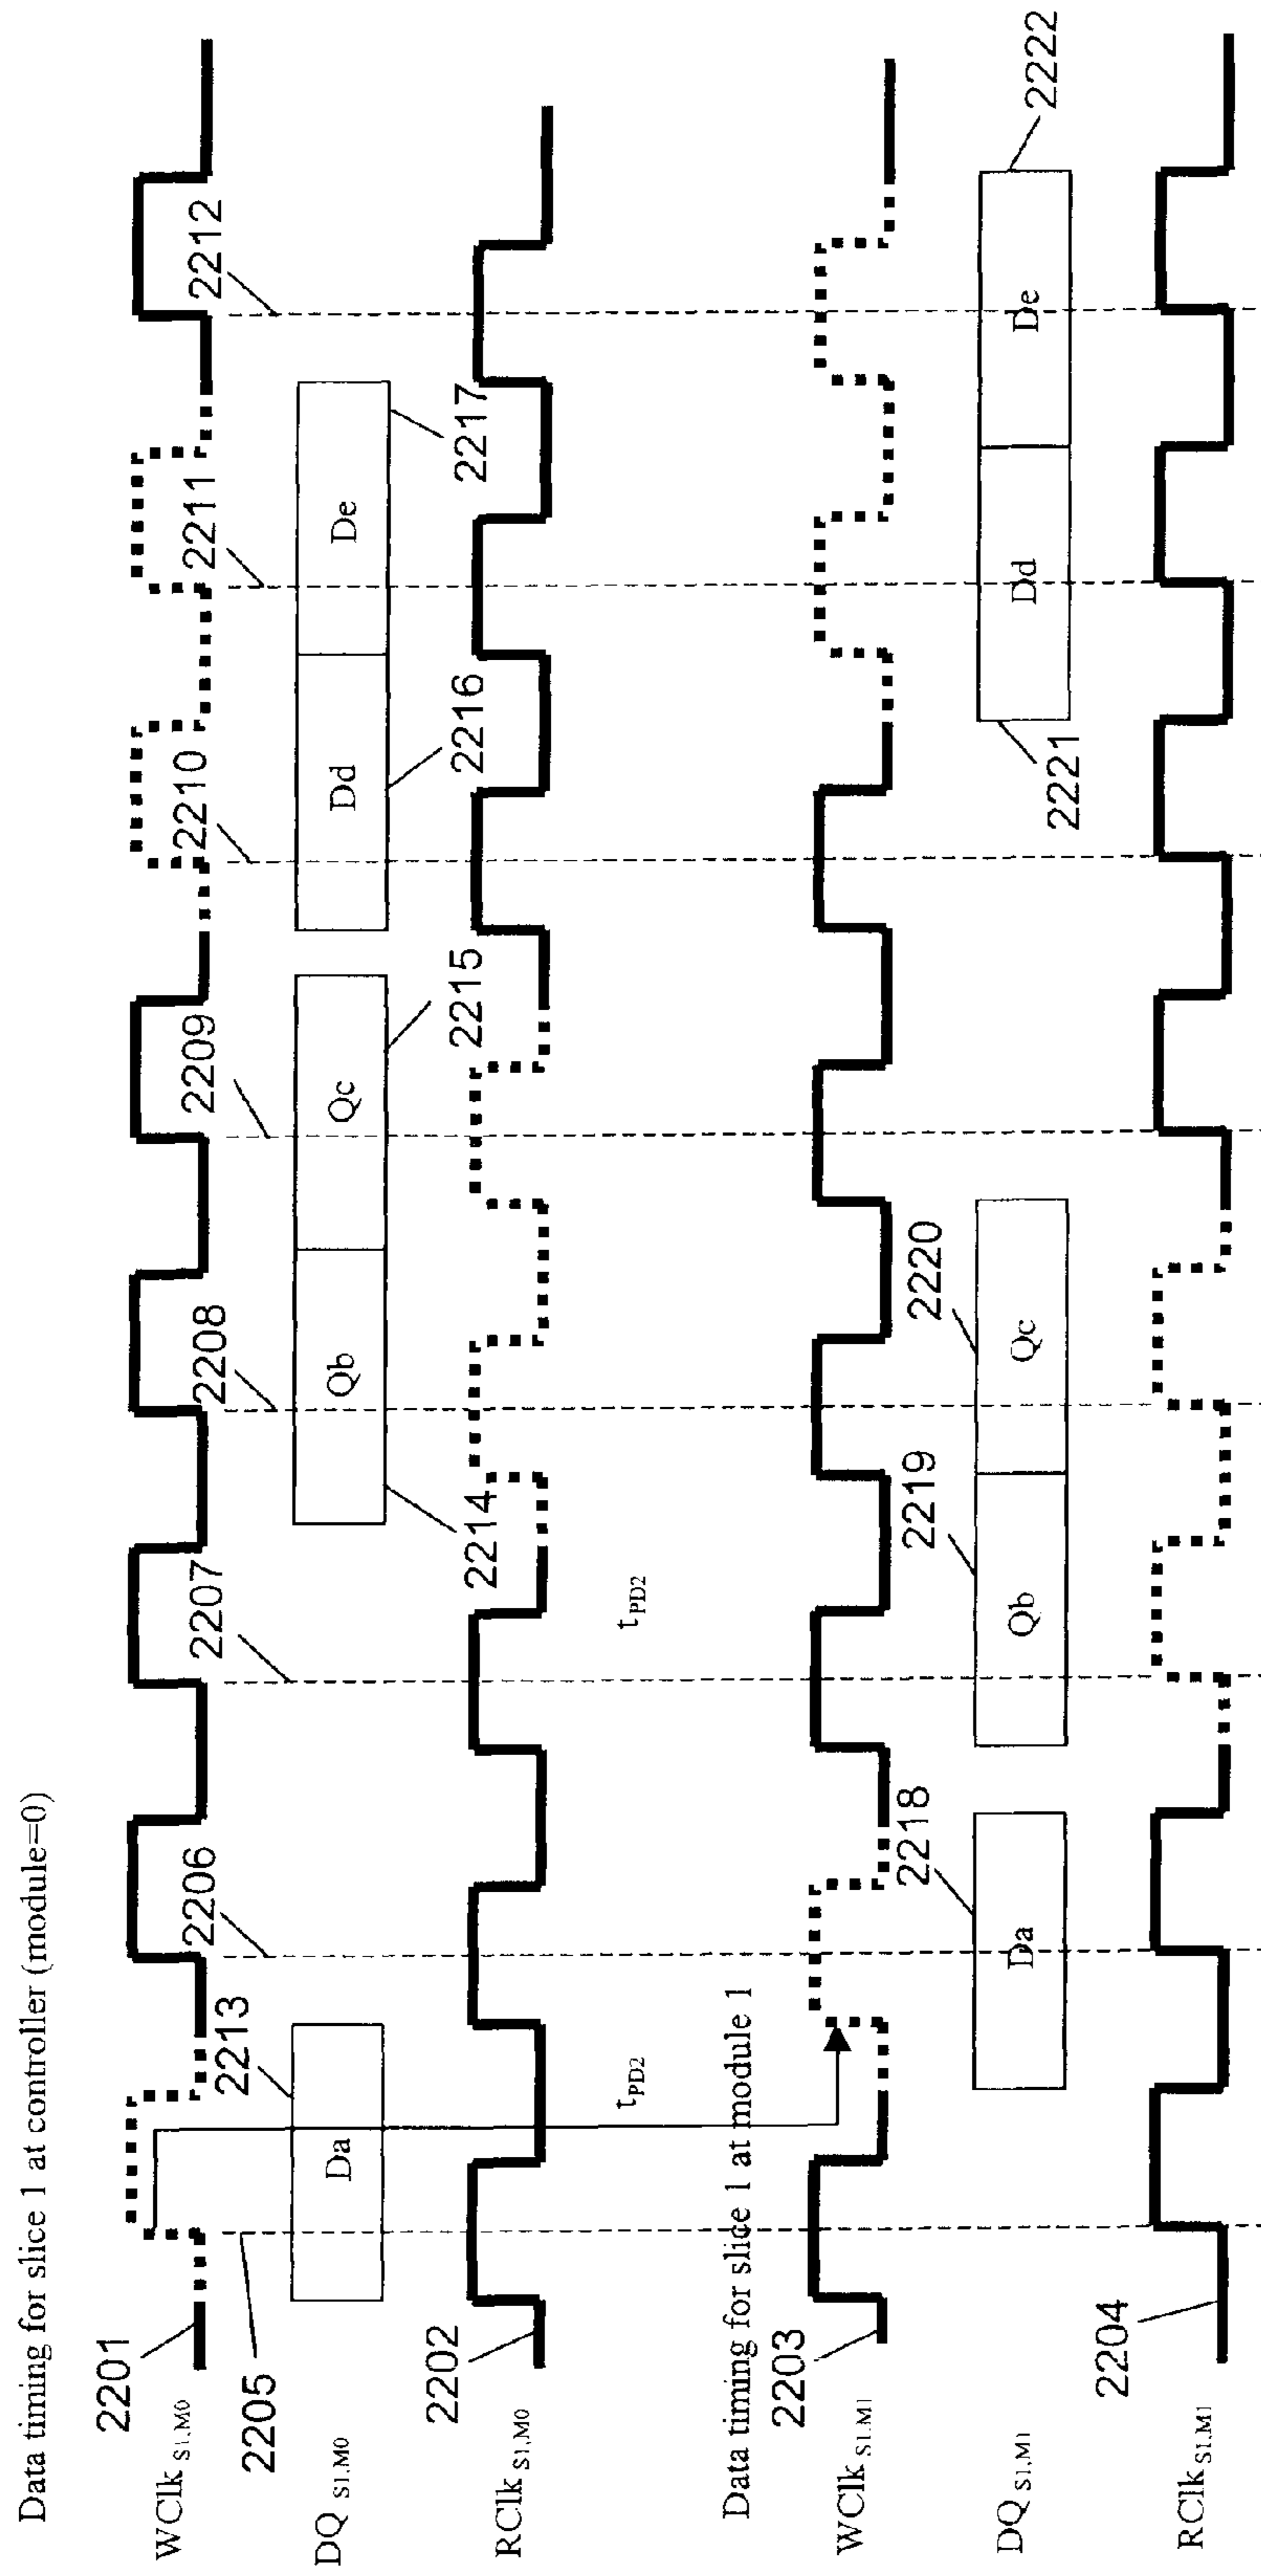 Data timing for slice 1 at controller (module=0)
2201
WClk S1,M0
2205
2206
2207
2208
2209
2210
2211
2212
DQ S1,M0
Da
2213
Qb
2214
Qc
2215
Dd
2216
De
2217
2202
RClk S1,M0
tPD2
tPD2
Data timing for slice 1 at module 1
2203
WClk S1,M1
DQ S1,M1
Da
2218
Qb
2219
Qc
2220
Dd
2221
De
2222
2204
RClk S1,M1